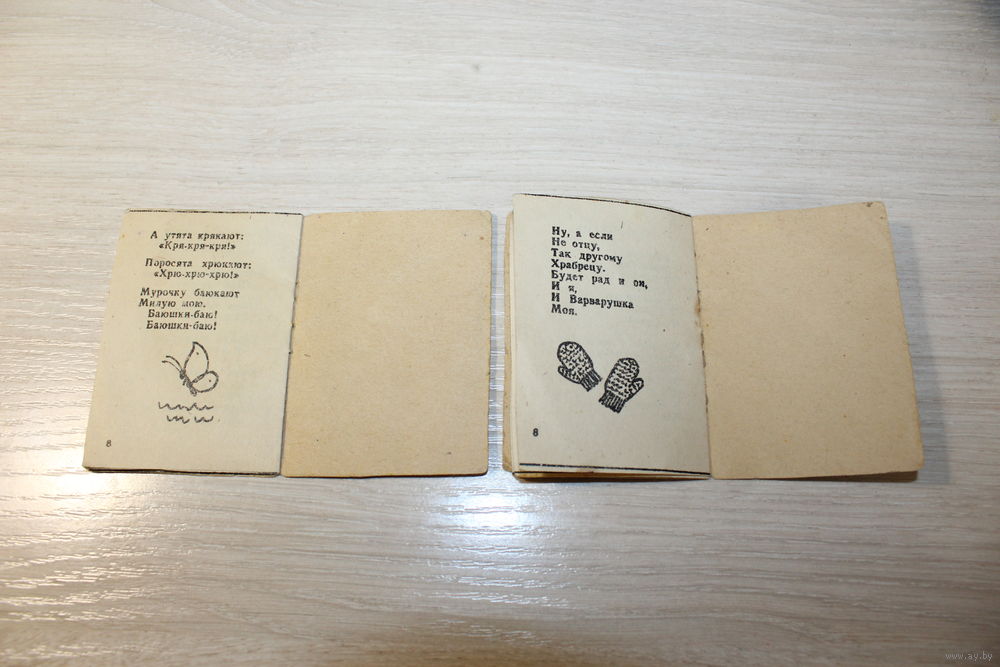 А утята крякают:
«Кря-кря-кря!»
Поросята хрюкают:
«Хрю-хрю-хрю!»
Мурочку баюкают
Милую мою.
Баюшки-баю!
Баюшки-баю!
8
Ну, а если
Не отцу,
Так другому
Храбрецу.
Будет рад и он,
И я,
И Варварушка
Моя.
8
www.ay.by